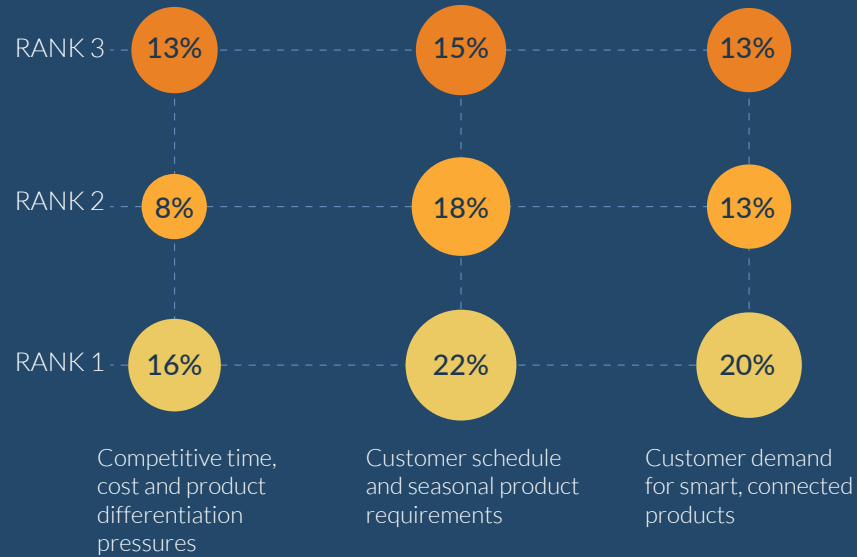 RANK 3 13% 15% 13%
RANK 2 8% 18% 13%
RANK 1 16% 22% 20%
Competitive time,
cost and product
differentiation
pressures
Customer schedule
and seasonal product
requirements
Customer demand
for smart, connected
products